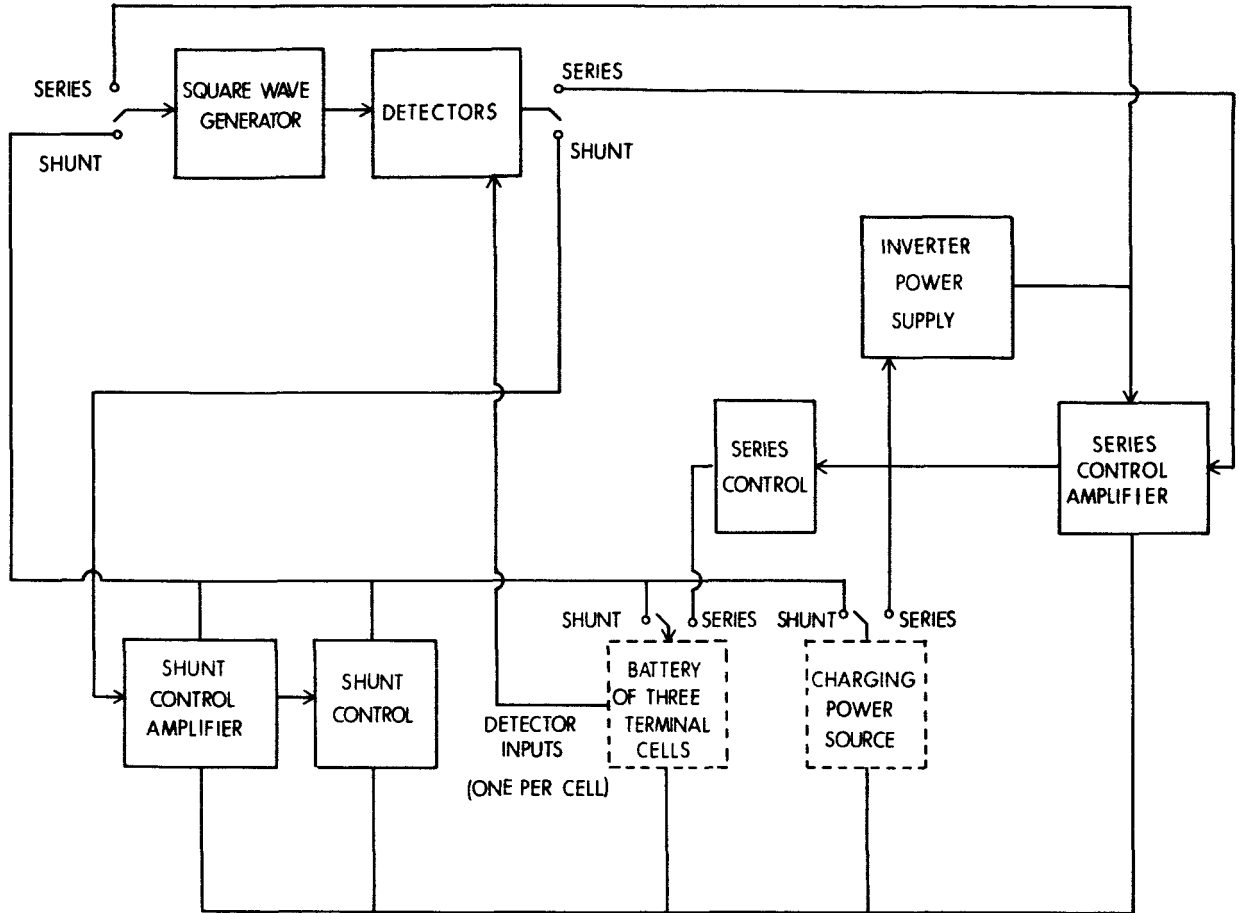 SERIES
SHUNT
SQUARE WAVE
GENERATOR
DETECTORS
SERIES
SHUNT
INVERTER
POWER
SUPPLY
SERIES
CONTROL
SERIES
CONTROL
AMPLIFIER
SHUNT
CONTROL
AMPLIFIER
SHUNT
CONTROL
DETECTOR
INPUTS
(ONE PER CELL)
SHUNT
SERIES
BATTERY
OF THREE
TERMINAL
CELLS
SHUNT
SERIES
CHARGING
POWER
SOURCE